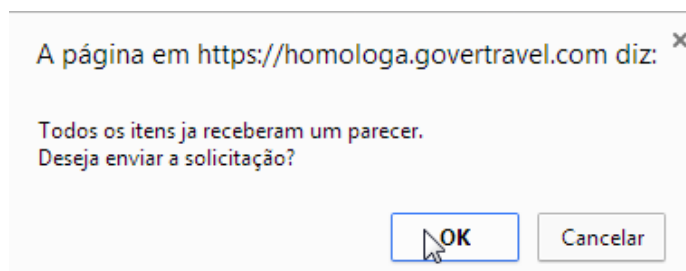 A página em https://homologa.govertravel.com diz:
Todos os itens ja receberam um parecer.
Deseja enviar a solicitação?
OK
Cancelar